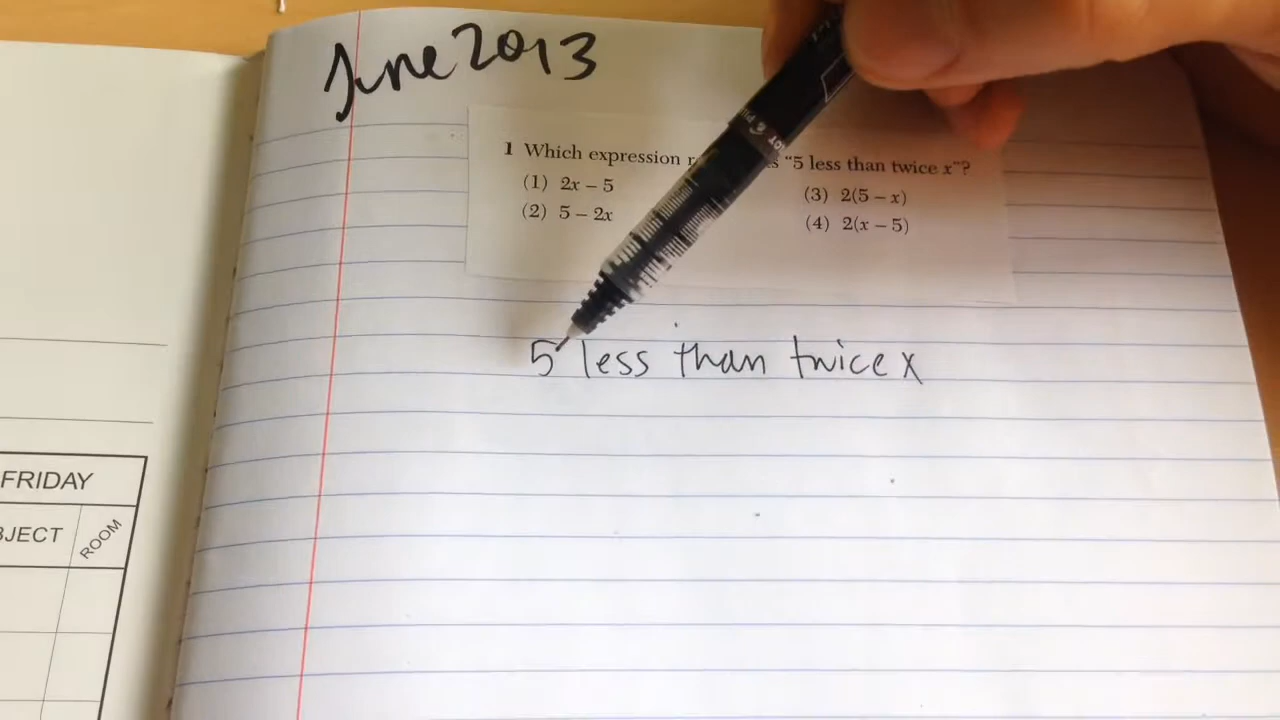 June 2013
1 Which expression "5 less than twice x"?
(1) 2x – 5
(2) 5 – 2x
(3) 2(5 – x)
(4) 2(x – 5)
5 less than twice x
FRIDAY
ROOM